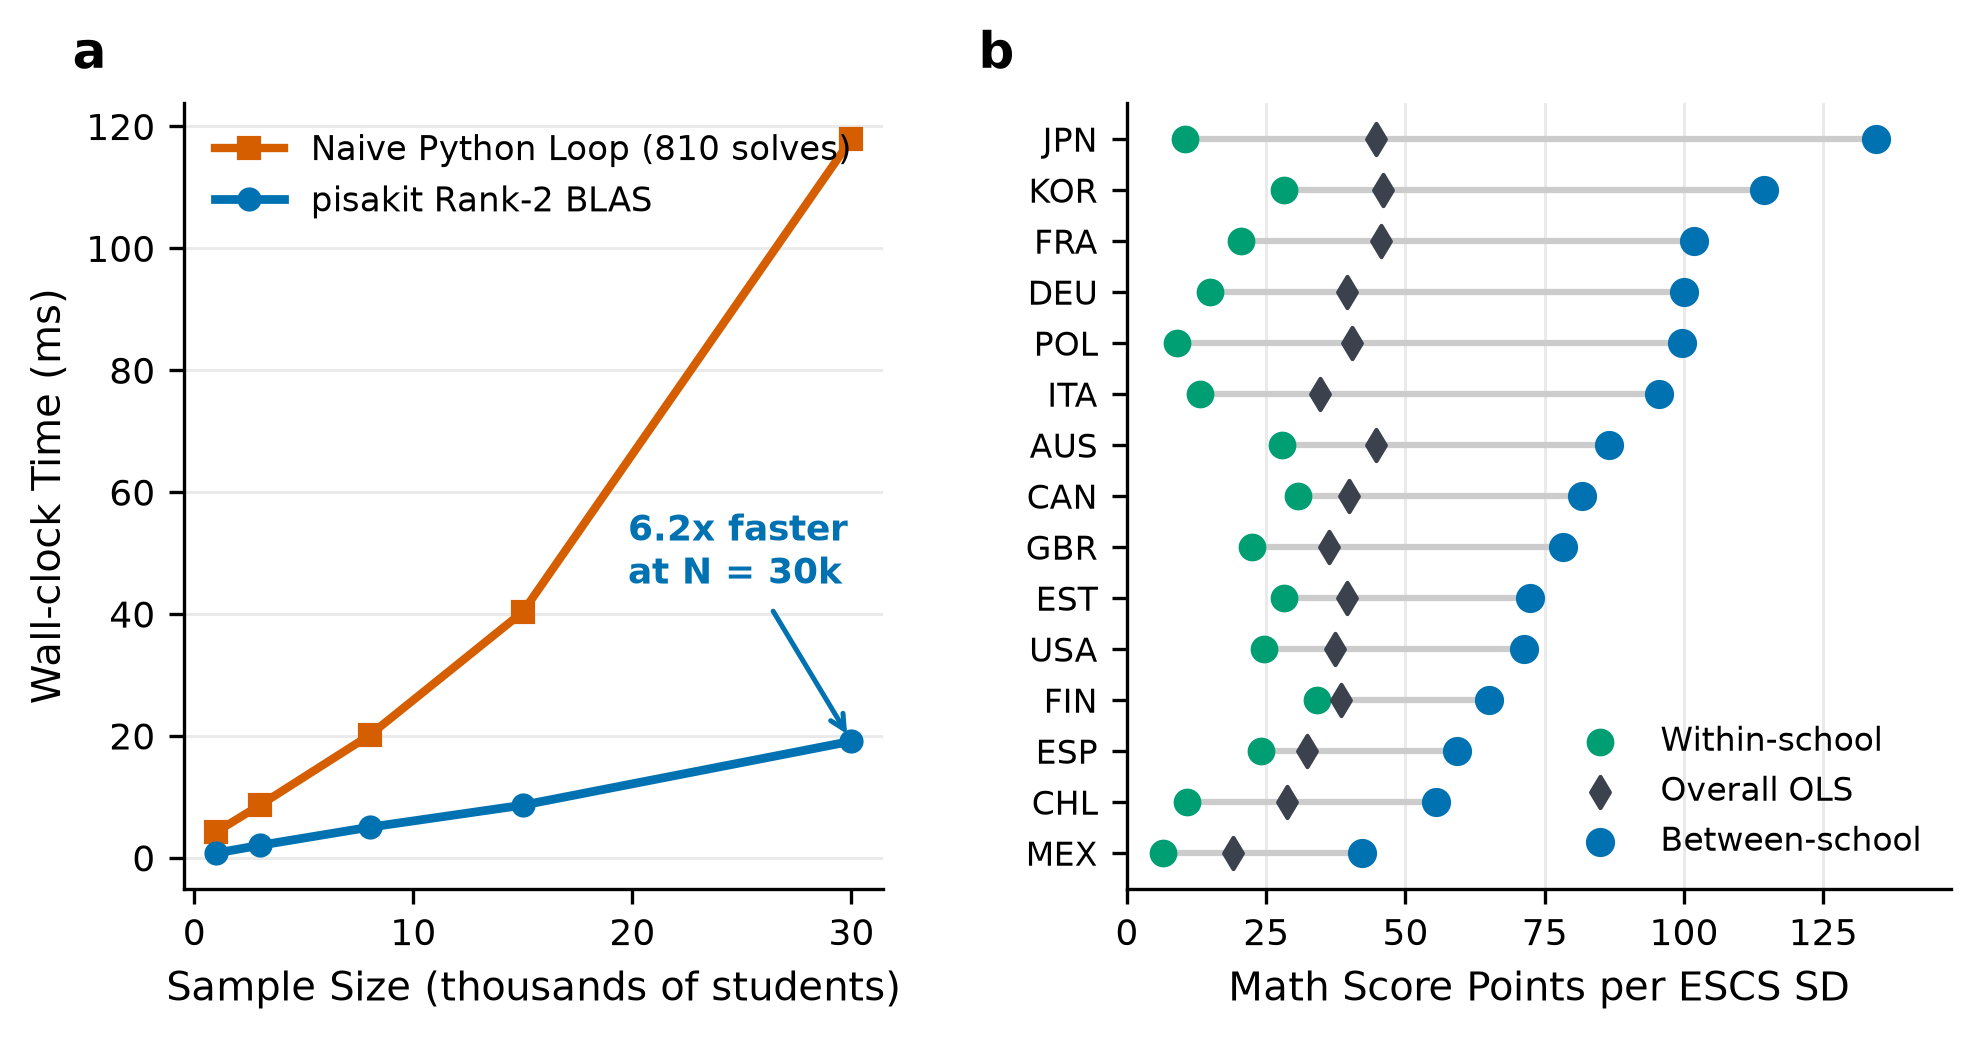 a
Naive Python Loop (810 solves)
pisakit Rank-2 BLAS
6.2x faster
at N = 30k
120
100
80
60
40
20
0
Wall-clock Time (ms)
0 10 20 30
Sample Size (thousands of students)
b
JPN
KOR
FRA
DEU
POL
ITA
AUS
CAN
GBR
EST
USA
FIN
ESP
CHL
MEX
Within-school
Overall OLS
Between-school
0 25 50 75 100 125
Math Score Points per ESCS SD